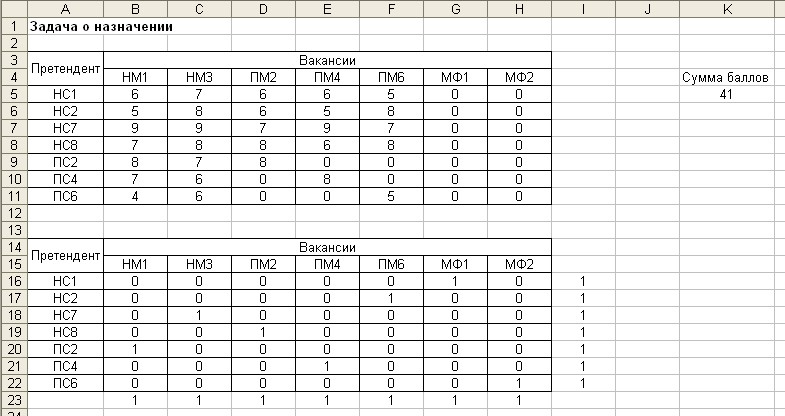 A B C D E F G H I J K
1 Задача о назначении
2
3 Претендент Вакансии
4 НМ1 НМ3 ПМ2 ПМ4 ПМ6 МФ1 МФ2 Сумма баллов
5 НС1 6 7 6 6 5 0 0 41
6 НС2 5 8 6 5 8 0 0
7 НС7 9 9 7 9 7 0 0
8 НС8 7 8 8 6 8 0 0
9 ПС2 8 7 8 0 0 0 0
10 ПС4 7 6 0 8 0 0 0
11 ПС6 4 6 0 0 5 0 0
12
13
14 Претендент Вакансии
15 НМ1 НМ3 ПМ2 ПМ4 ПМ6 МФ1 МФ2
16 НС1 0 0 0 0 0 1 0 1
17 НС2 0 0 0 0 1 0 0 1
18 НС7 0 1 0 0 0 0 0 1
19 НС8 0 0 1 0 0 0 0 1
20 ПС2 1 0 0 0 0 0 0 1
21 ПС4 0 0 0 1 0 0 0 1
22 ПС6 0 0 0 0 0 0 1 1
23 1 1 1 1 1 1 1